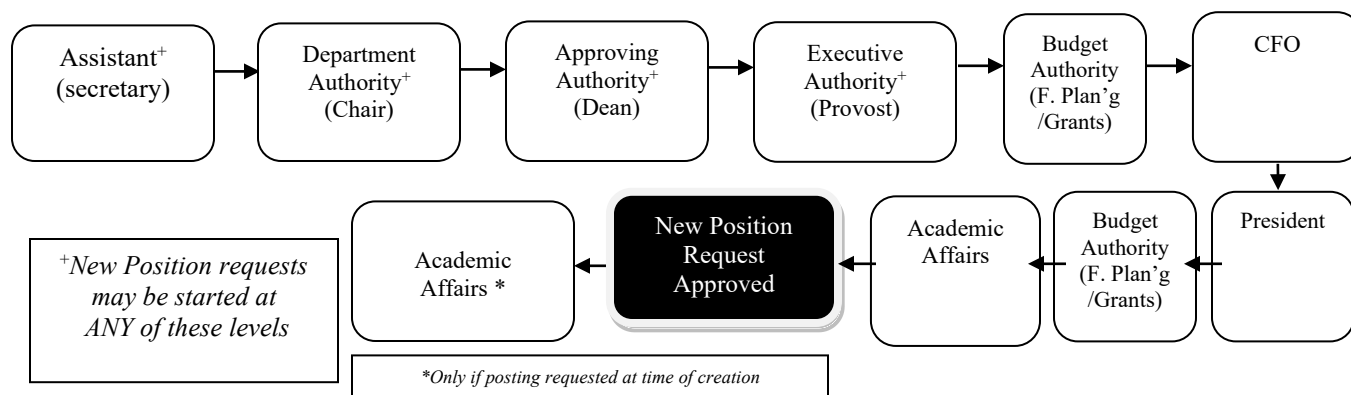 Assistant⁺
(secretary)
Department
Authority⁺
(Chair)
Approving
Authority⁺
(Dean)
Executive
Authority⁺
(Provost)
Budget
Authority
(F. Plan’g
/Grants)
CFO
President
Budget
Authority
(F. Plan’g
/Grants)
Academic
Affairs
New Position
Request
Approved
Academic
Affairs *
⁺New Position requests
may be started at
ANY of these levels
*Only if posting requested at time of creation